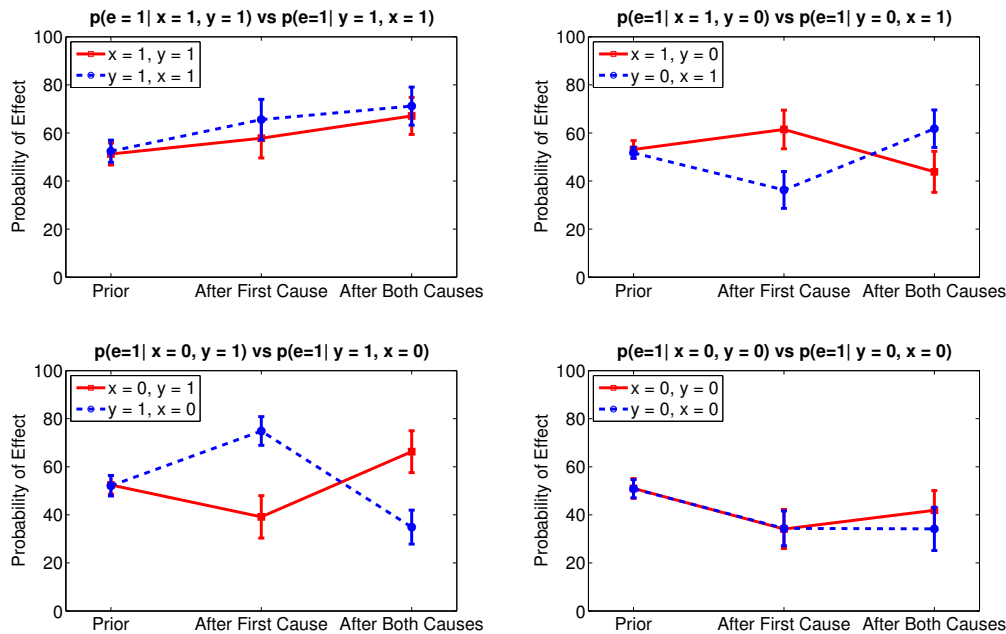 p(e = 1| x = 1, y = 1) vs p(e=1| y = 1, x = 1)
100
80
60
40
20
0
Probability of Effect
x = 1, y = 1
y = 1, x = 1
Prior
After First Cause
After Both Causes
p(e=1| x = 1, y = 0) vs p(e=1| y = 0, x = 1)
100
80
60
40
20
0
Probability of Effect
x = 1, y = 0
y = 0, x = 1
Prior
After First Cause
After Both Causes
p(e=1| x = 0, y = 1) vs p(e=1| y = 1, x = 0)
100
80
60
40
20
0
Probability of Effect
x = 0, y = 1
y = 1, x = 0
Prior
After First Cause
After Both Causes
p(e=1| x = 0, y = 0) vs p(e=1| y = 0, x = 0)
100
80
60
40
20
0
Probability of Effect
x = 0, y = 0
y = 0, x = 0
Prior
After First Cause
After Both Causes